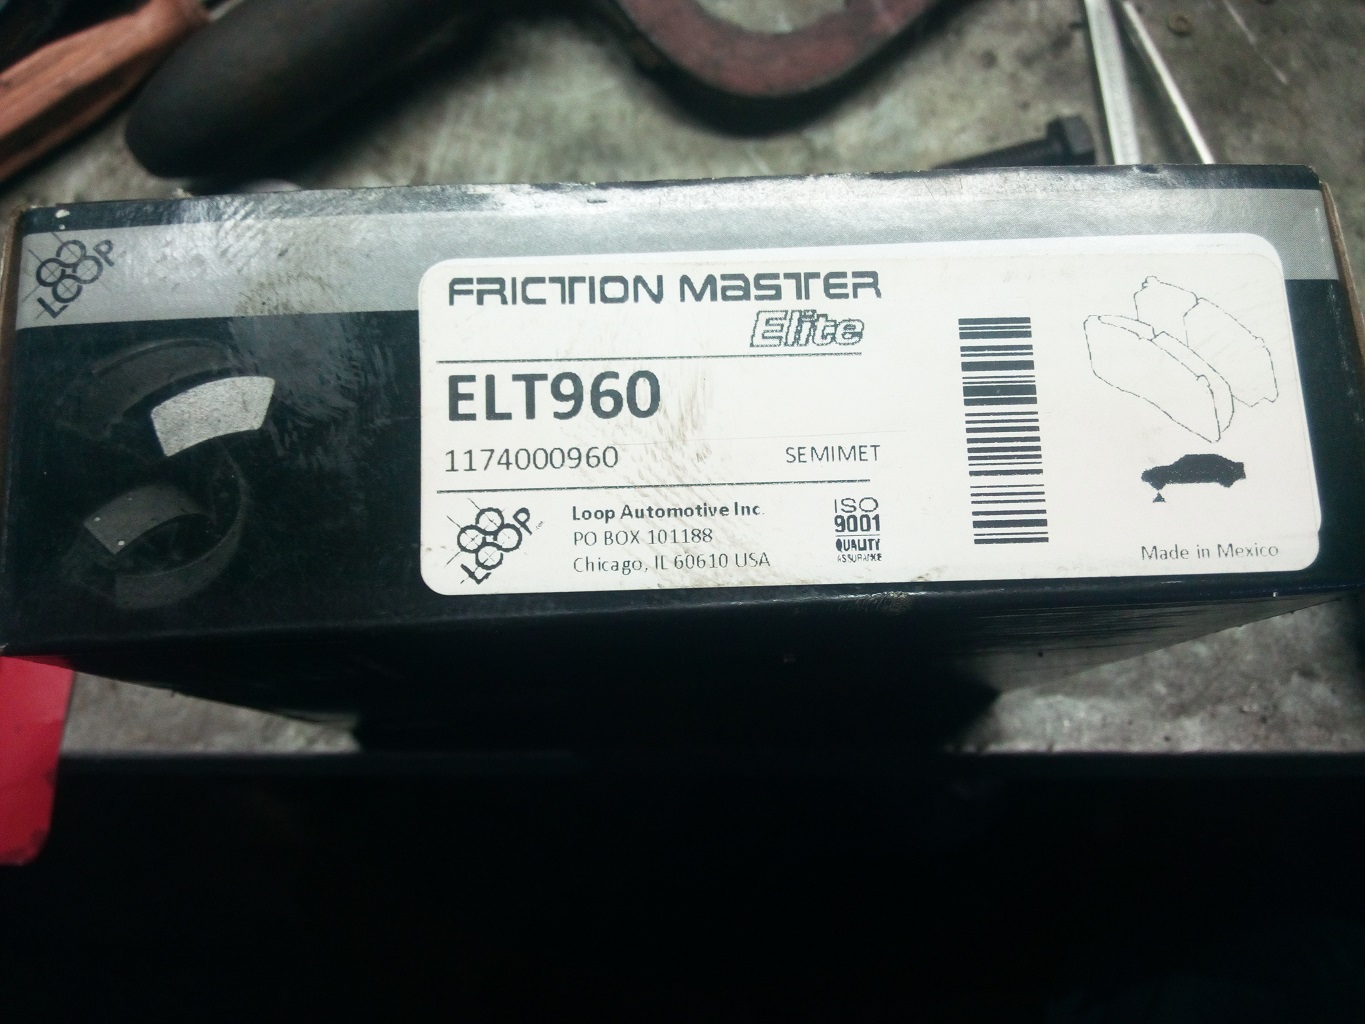 LOOP
FRICTION MASTER
Elite
ELT960
1174000960 SEMIMET
LOOP
Loop Automotive Inc.
PO BOX 101188
Chicago, IL 60610 USA
ISO
9001
QUALITY
ASSURANCE
Made in Mexico